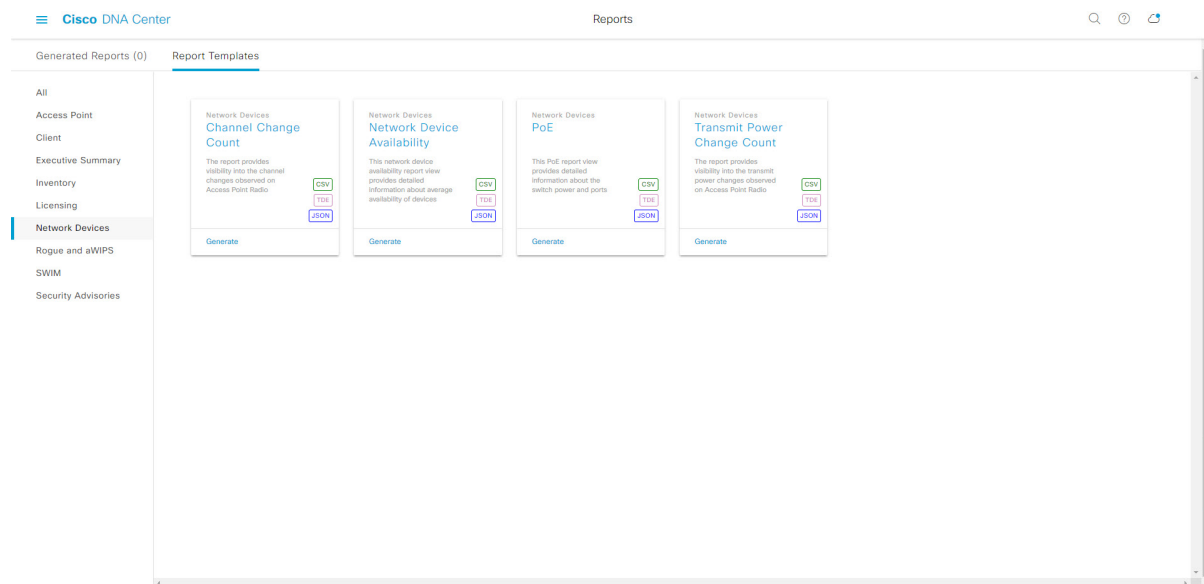 Cisco DNA Center
Reports
Generated Reports (0)
Report Templates
All
Access Point
Client
Executive Summary
Inventory
Licensing
Network Devices
Rogue and aWIPS
SWIM
Security Advisories
Network Devices
Channel Change
Count
The report provides
visibility into the channel
changes observed on
Access Point Radio
CSV
TDE
JSON
Generate
Network Devices
Network Device
Availability
This network device
availability report view
provides detailed
information about average
availability of devices
CSV
TDE
JSON
Generate
Network Devices
PoE
This PoE report view
provides detailed
information about the
switch power and ports
CSV
TDE
JSON
Generate
Network Devices
Transmit Power
Change Count
The report provides
visibility into the transmit
power changes observed
on Access Point Radio
CSV
TDE
JSON
Generate